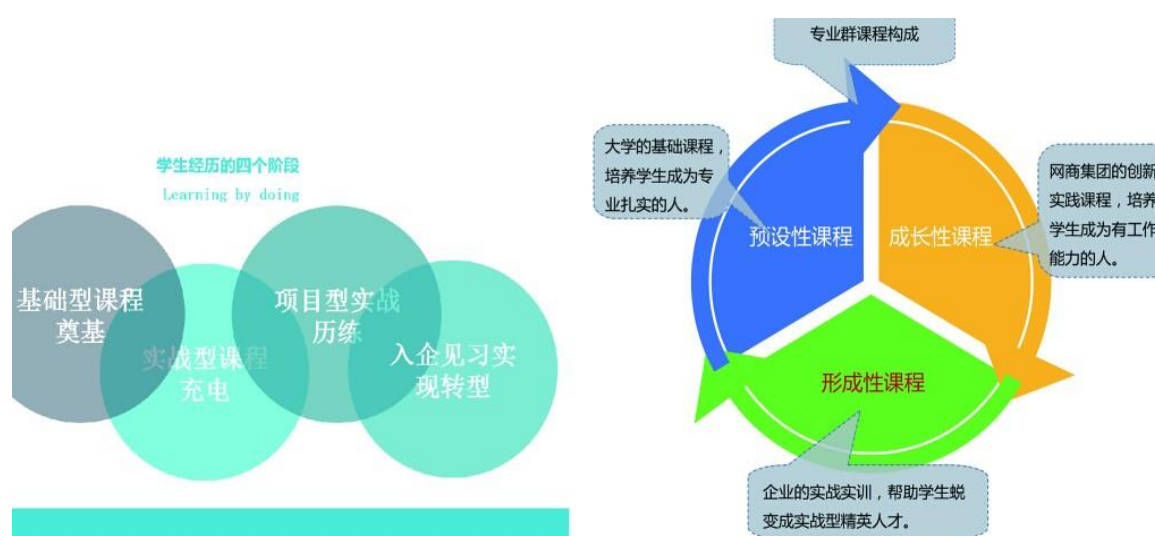 学生经历的四个阶段
Learning by doing
基础型课程
奠基
实战型课程
充电
项目型实战
历练
入企见习实
现转型
专业群课程构成
大学的基础课程，
培养学生成为专
业扎实的人。
预设性课程
成长性课程
网商集团的创新
实践课程，培养
学生成为有工作
能力的人。
形成性课程
企业的实战实训，帮助学生蜕
变成实战型精英人才。